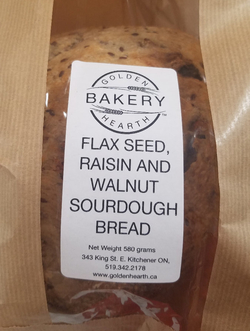 GOLDEN
BAKERY
HEARTH
FLAX SEED,
RAISIN AND
WALNUT
SOURDOUGH
BREAD
Net Weight 580 grams
343 King St. E. Kitchener ON,
519.342.2178
www.goldenhearth.ca